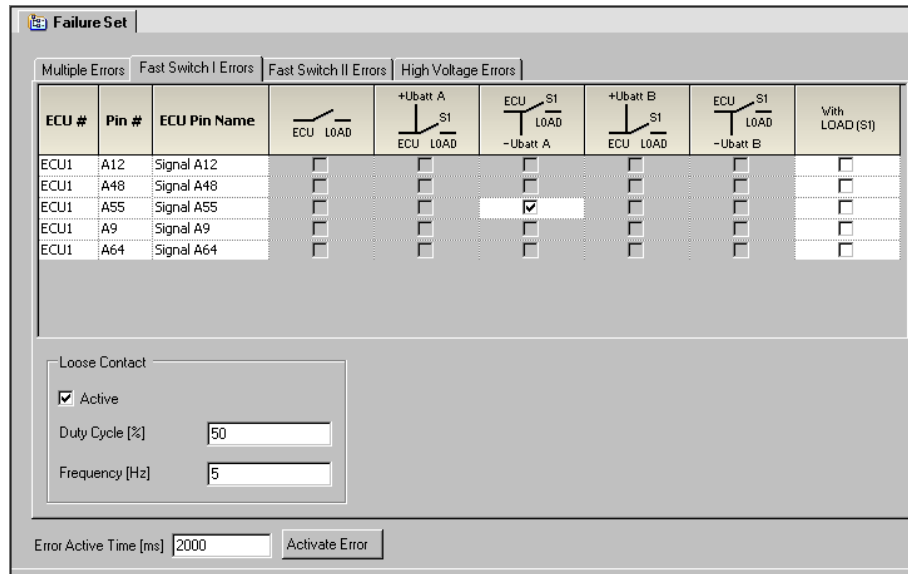 Failure Set
Multiple Errors Fast Switch I Errors Fast Switch II Errors High Voltage Errors
ECU # Pin # ECU Pin Name ECU LOAD +Ubatt A S1 ECU LOAD ECU S1 LOAD -Ubatt A +Ubatt B S1 ECU LOAD ECU S1 LOAD -Ubatt B With LOAD (S1)
ECU1 A12 Signal A12
ECU1 A48 Signal A48
ECU1 A55 Signal A55
ECU1 A9 Signal A9
ECU1 A64 Signal A64
Loose Contact
Active
Duty Cycle [%] 50
Frequency [Hz] 5
Error Active Time [ms] 2000 Activate Error